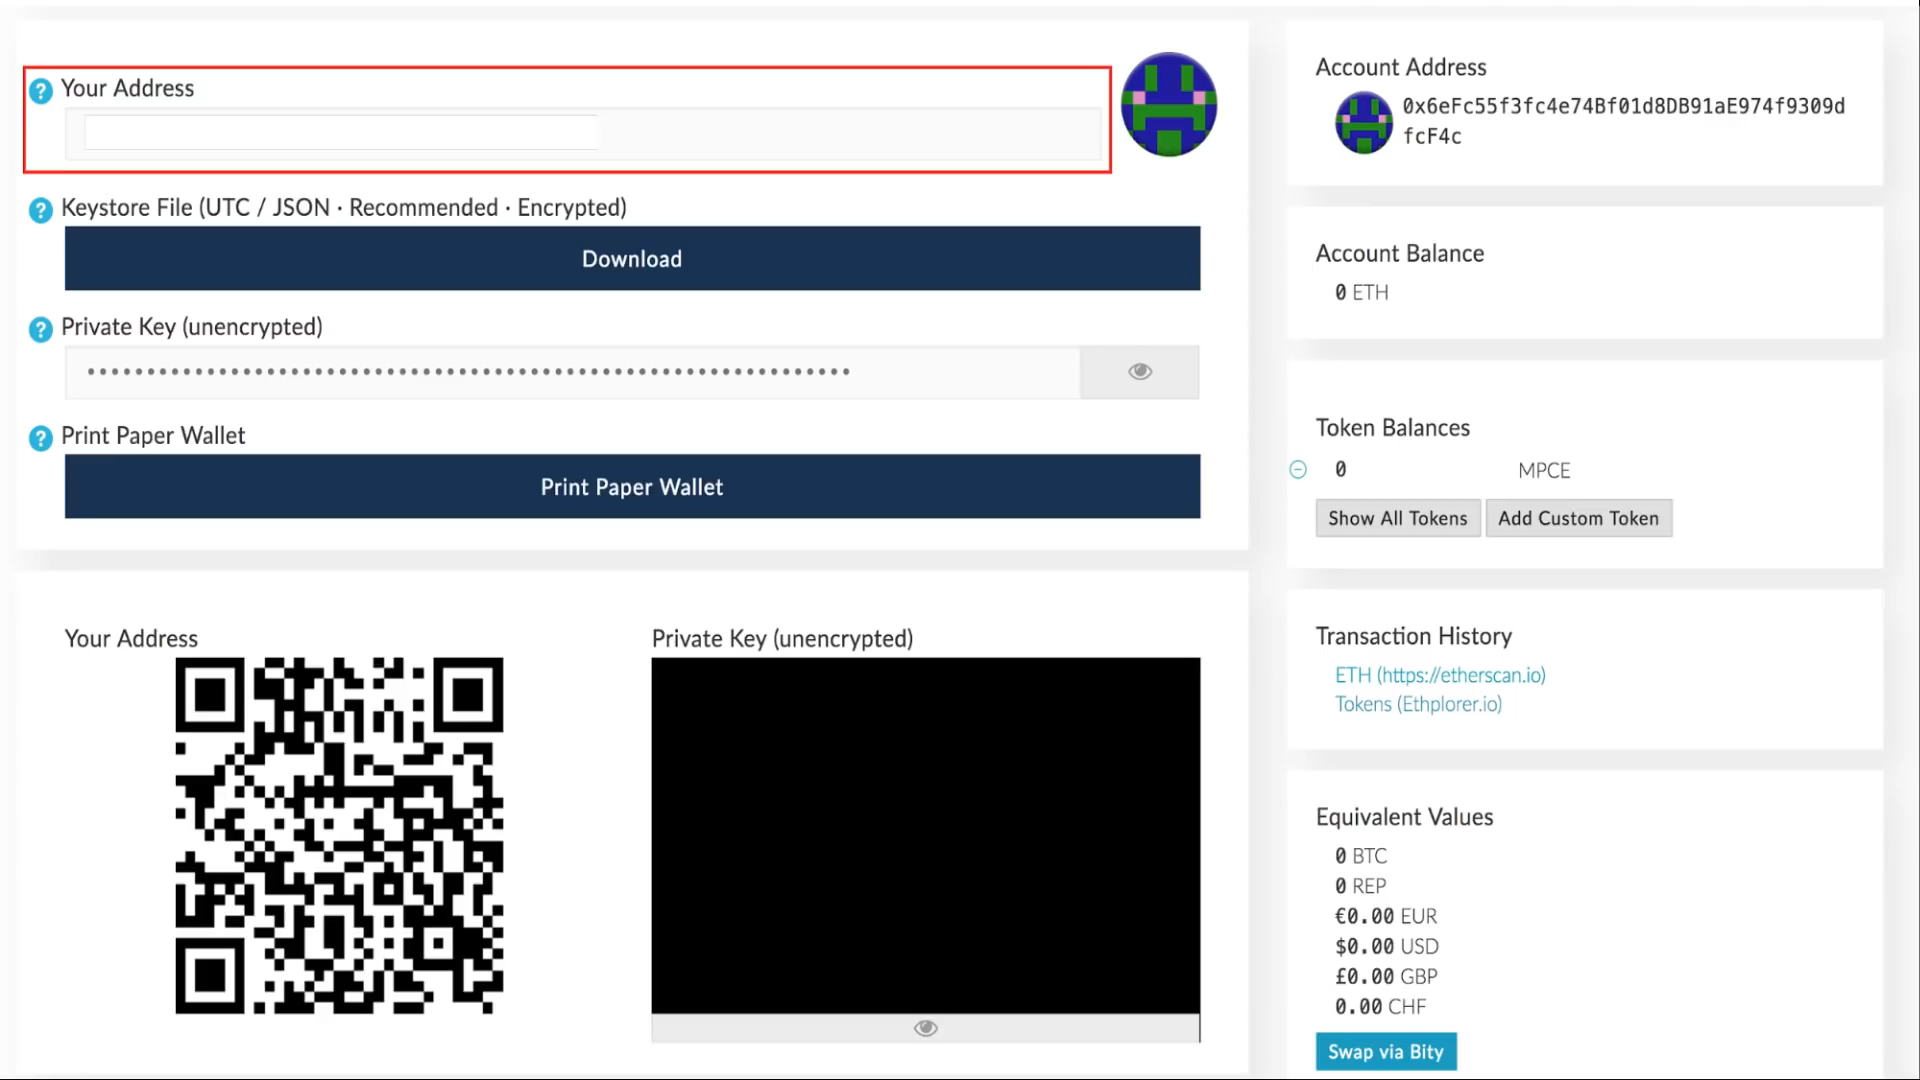 Your Address
Keystore File (UTC / JSON · Recommended · Encrypted)
Download
Private Key (unencrypted)
Print Paper Wallet
Print Paper Wallet
Your Address
Private Key (unencrypted)
Account Address
0x6eFc55f3fc4e74Bf01d8DB91aE974f9309d
fcF4c
Account Balance
0 ETH
Token Balances
0 MPCE
Show All Tokens Add Custom Token
Transaction History
ETH (https://etherscan.io)
Tokens (Ethplorer.io)
Equivalent Values
0 BTC
0 REP
€0.00 EUR
$0.00 USD
£0.00 GBP
0.00 CHF
Swap via Bity